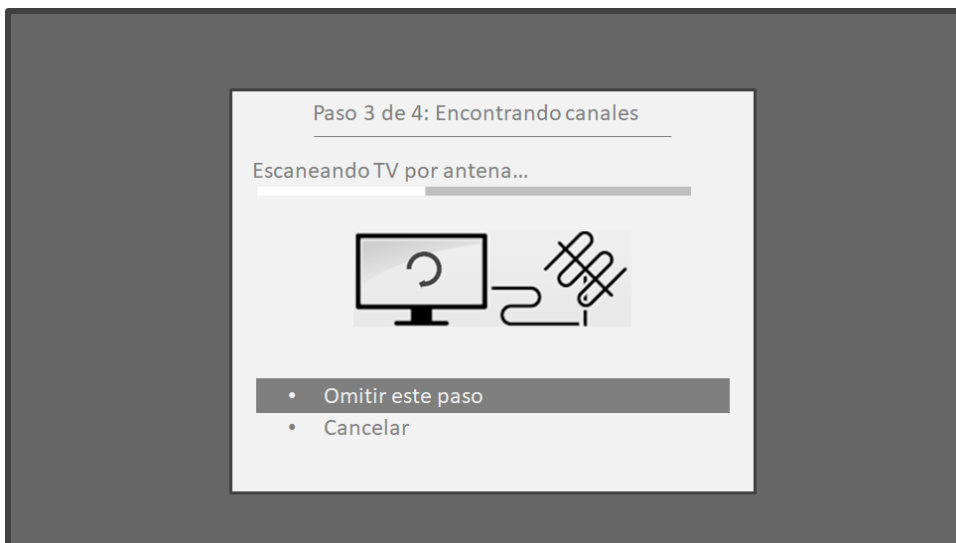 Paso 3 de 4: Encontrando canales
Escaneando TV por antena...
• Omitir este paso
• Cancelar